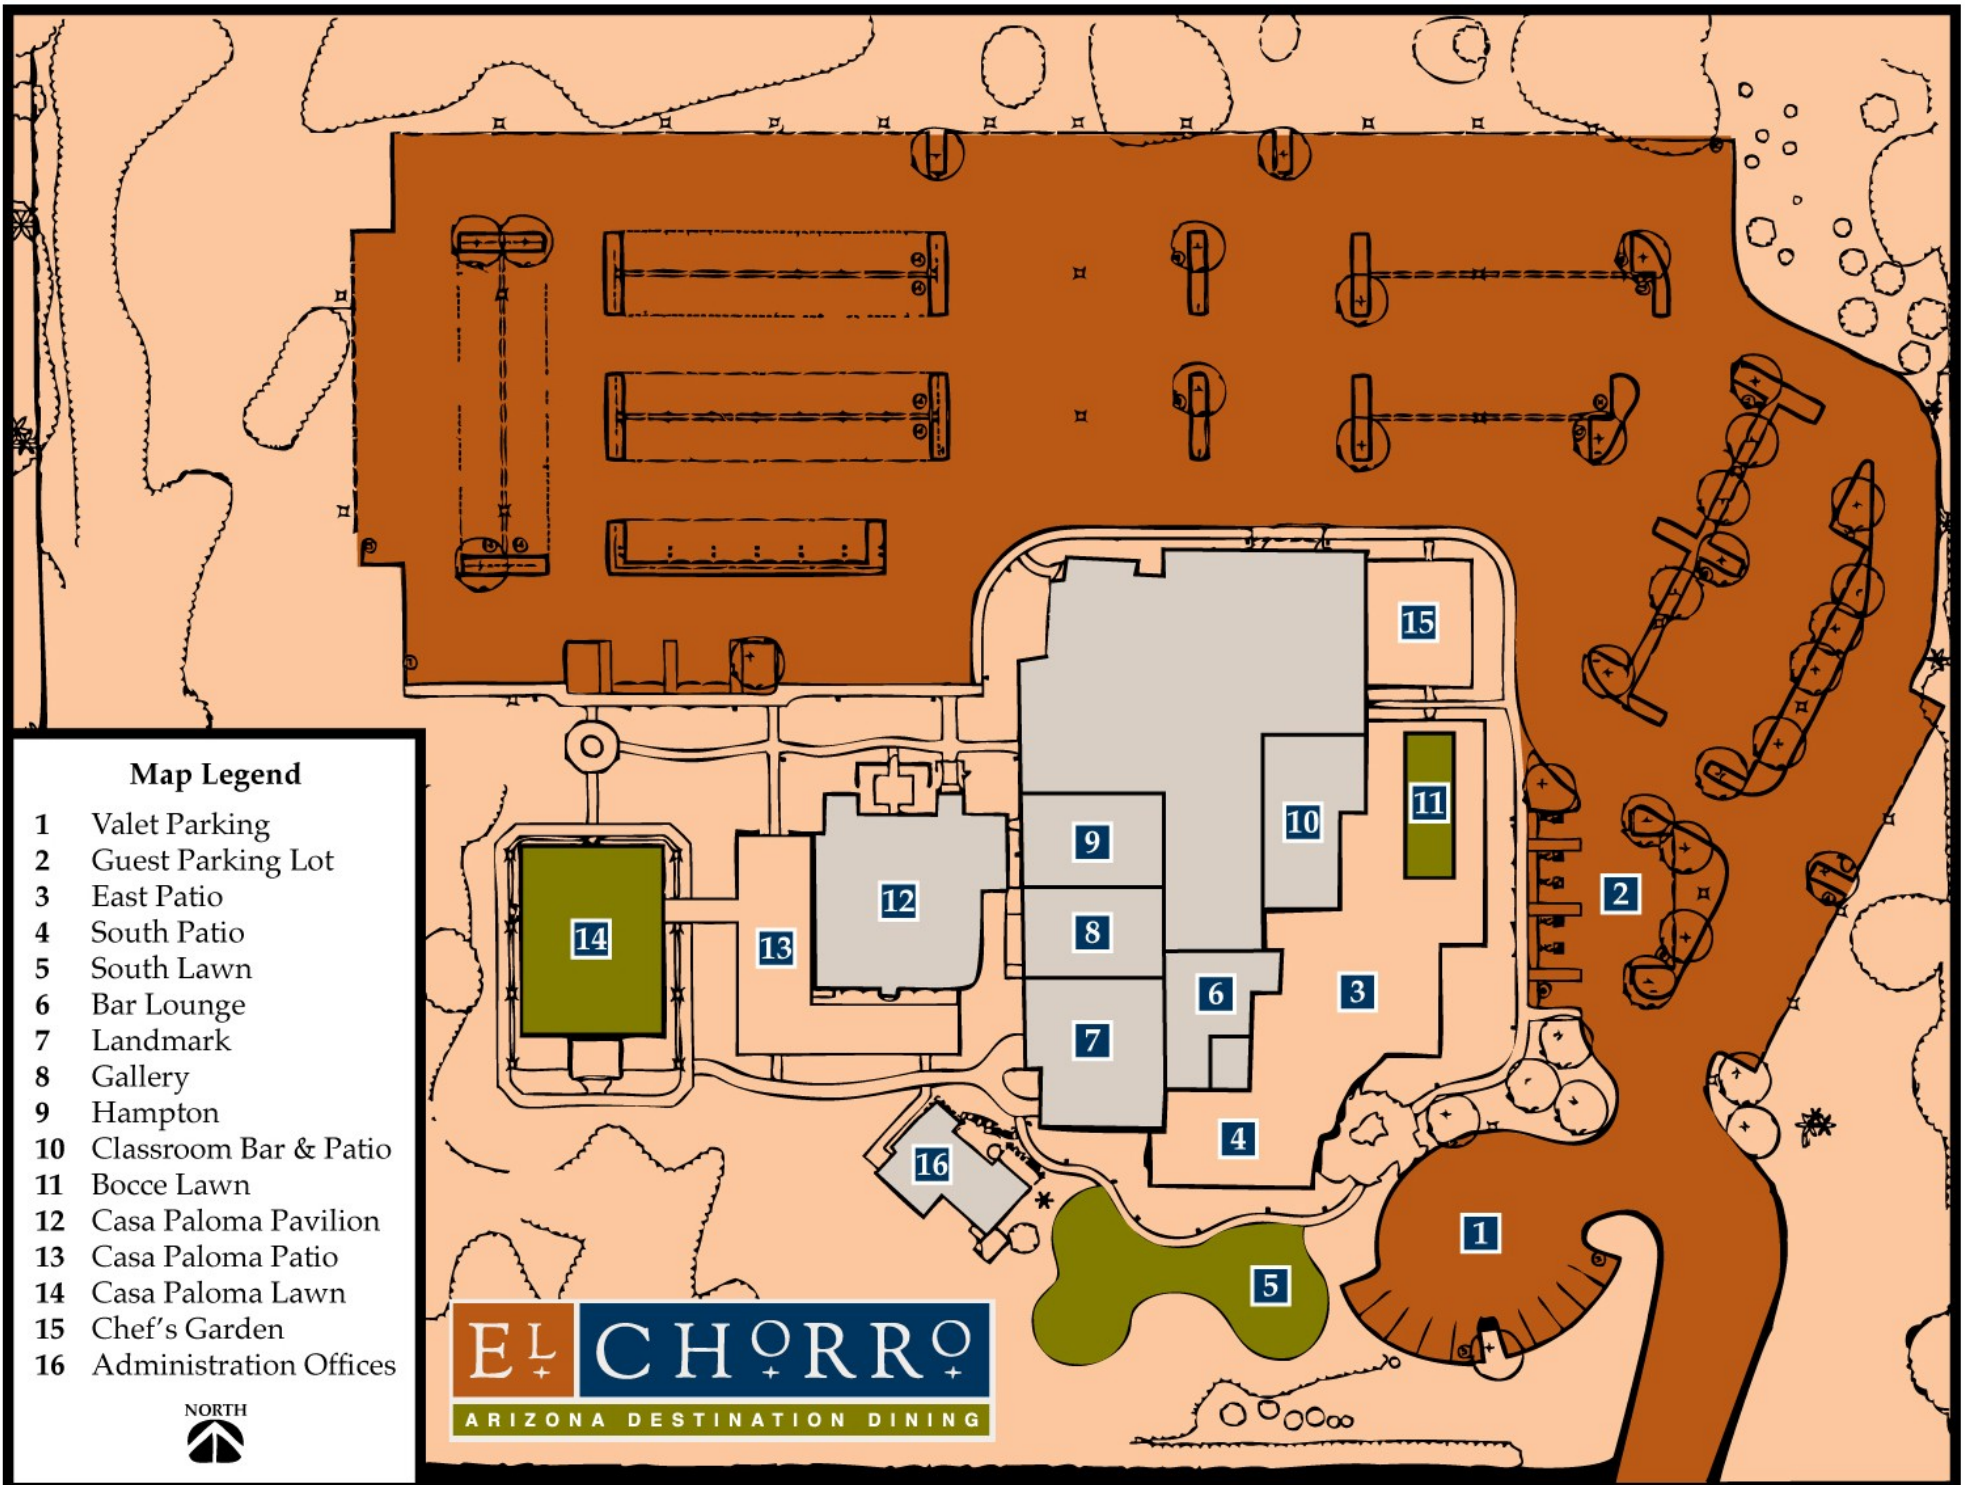 15
11
10
9
12
2
8
14
13
6
3
7
4
16
1
5
Map Legend
1 Valet Parking
2 Guest Parking Lot
3 East Patio
4 South Patio
5 South Lawn
6 Bar Lounge
7 Landmark
8 Gallery
9 Hampton
10 Classroom Bar & Patio
11 Bocce Lawn
12 Casa Paloma Pavilion
13 Casa Paloma Patio
14 Casa Paloma Lawn
15 Chef's Garden
16 Administration Offices
NORTH
EL CHORRO
ARIZONA DESTINATION DINING